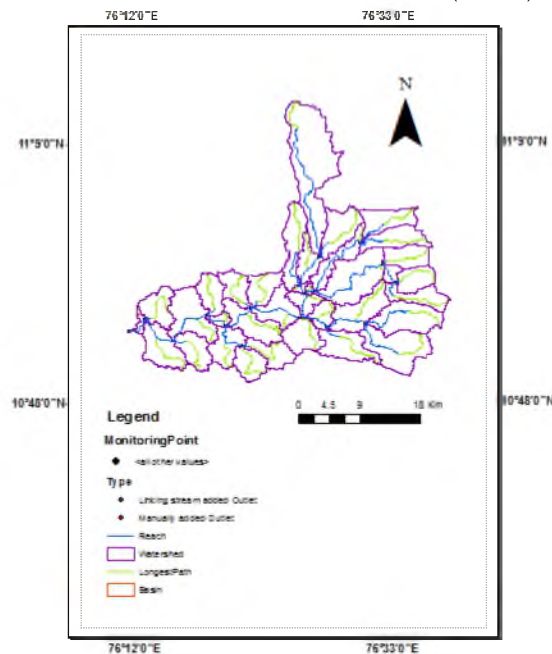 76°12'0"E 76°33'0"E
N
11°9'0"N 11°9'0"N
10°48'0"N 10°48'0"N
0 4.5 9 18 Km
Legend
MonitoringPoint
<all other values>
Type
Linking stream added Outlet
Manually added Outlet
Reach
Watershed
LongestPath
Basin
76°12'0"E 76°33'0"E